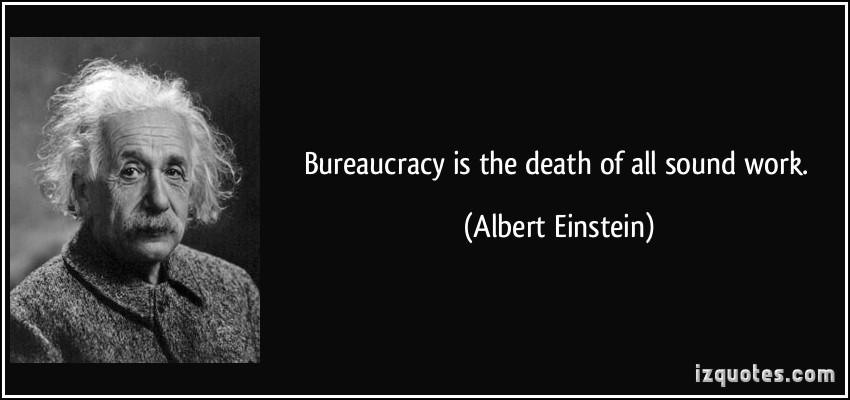 Bureaucracy is the death of all sound work.
(Albert Einstein)
izquotes.com